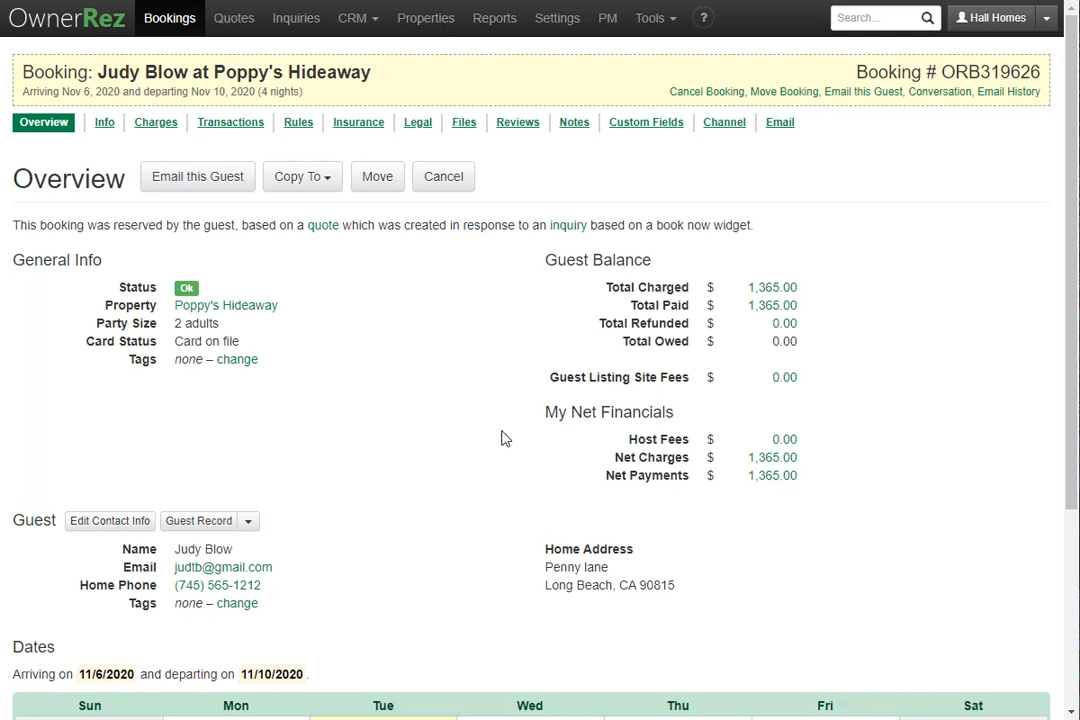 OwnerRez Bookings Quotes Inquiries CRM Properties Reports Settings PM Tools ? Search... Hall Homes
Booking: Judy Blow at Poppy's Hideaway Booking # ORB319626
Arriving Nov 6, 2020 and departing Nov 10, 2020 (4 nights) Cancel Booking, Move Booking, Email this Guest, Conversation, Email History
Overview Info Charges Transactions Rules Insurance Legal Files Reviews Notes Custom Fields Channel Email
Overview Email this Guest Copy To Move Cancel
This booking was reserved by the guest, based on a quote which was created in response to an inquiry based on a book now widget.
General Info
Status Ok
Property Poppy's Hideaway
Party Size 2 adults
Card Status Card on file
Tags none – change
Guest Balance
Total Charged $ 1,365.00
Total Paid $ 1,365.00
Total Refunded $ 0.00
Total Owed $ 0.00
Guest Listing Site Fees $ 0.00
My Net Financials
Host Fees $ 0.00
Net Charges $ 1,365.00
Net Payments $ 1,365.00
Guest Edit Contact Info Guest Record
Name Judy Blow
Email judtb@gmail.com
Home Phone (745) 565-1212
Tags none – change
Home Address
Penny lane
Long Beach, CA 90815
Dates
Arriving on 11/6/2020 and departing on 11/10/2020 .
Sun Mon Tue Wed Thu Fri Sat